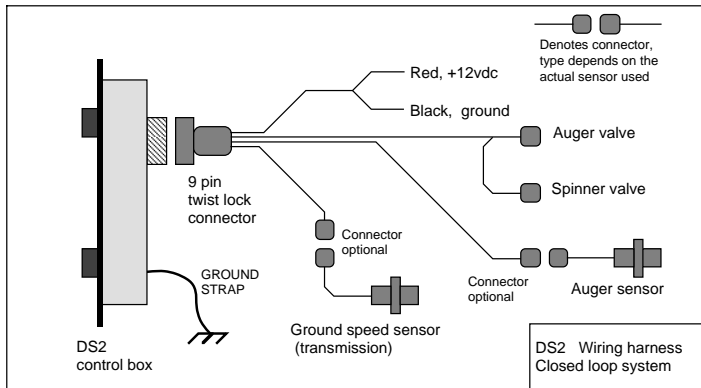 Denotes connector,
type depends on the
actual sensor used
Red, +12vdc
Black, ground
Auger valve
9 pin
twist lock
connector
Spinner valve
Connector
optional
GROUND
STRAP
Connector
optional
Auger sensor
Ground speed sensor
(transmission)
DS2
control box
DS2 Wiring harness
Closed loop system